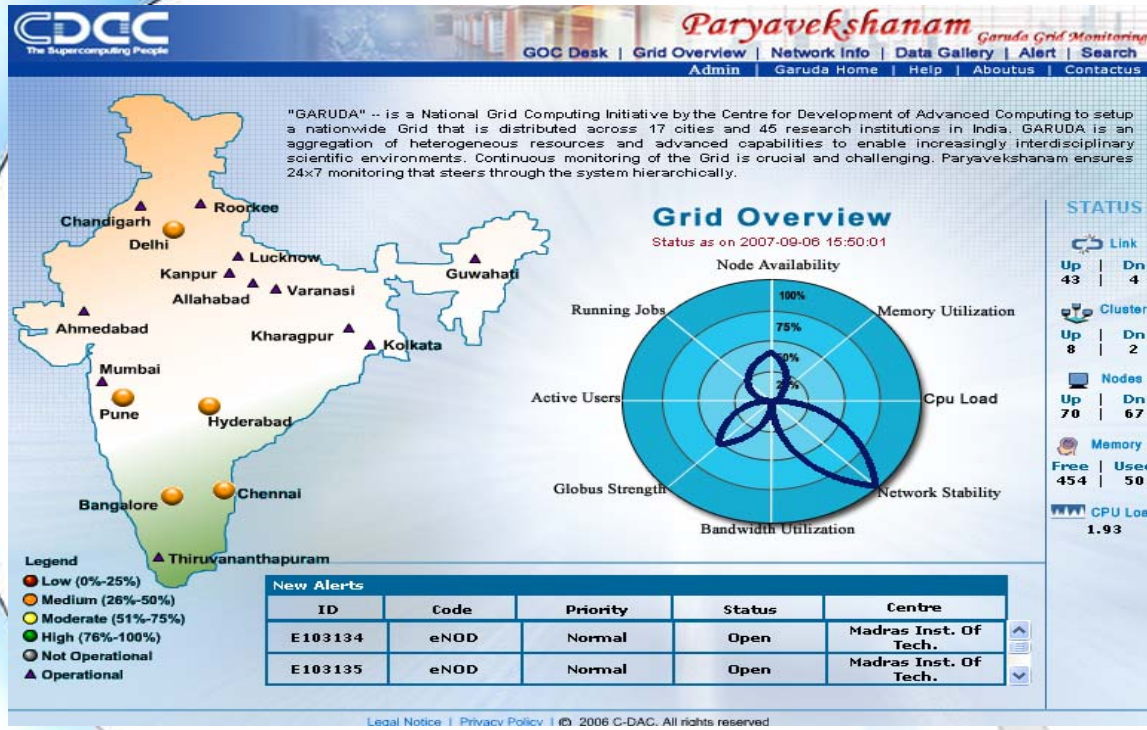 CDAC
The Supercomputing People
Paryavekshanam
Garuda Grid Monitoring
GOC Desk | Grid Overview | Network Info | Data Gallery | Alert | Search
Admin | Garuda Home | Help | Aboutus | Contactus
"GARUDA" -- is a National Grid Computing Initiative by the Centre for Development of Advanced Computing to setup
a nationwide Grid that is distributed across 17 cities and 45 research institutions in India. GARUDA is an
aggregation of heterogeneous resources and advanced capabilities to enable increasingly interdisciplinary
scientific environments. Continuous monitoring of the Grid is crucial and challenging. Paryavekshanam ensures
24x7 monitoring that steers through the system hierarchically.
Chandigarh
Roorkee
Delhi
Lucknow
Kanpur
Allahabad
Varanasi
Guwahati
Ahmedabad
Kharagpur
Kolkata
Mumbai
Pune
Hyderabad
Bangalore
Chennai
Thiruvananthapuram
Legend
Low (0%-25%)
Medium (26%-50%)
Moderate (51%-75%)
High (76%-100%)
Not Operational
Operational
Grid Overview
Status as on 2007-09-06 15:50:01
Node Availability
Running Jobs
Memory Utilization
Active Users
Cpu Load
Globus Strength
Network Stability
Bandwidth Utilization
100%
75%
50%
25%
STATUS
Link
Up | Dn
43 | 4
Cluster
Up | Dn
8 | 2
Nodes
Up | Dn
70 | 67
Memory
Free | Used
454 | 50
CPU Loa
1.93
New Alerts
ID Code Priority Status Centre
E103134 eNOD Normal Open Madras Inst. Of
Tech.
E103135 eNOD Normal Open Madras Inst. Of
Tech.
Legal Notice | Privacy Policy | © 2006 C-DAC. All rights reserved